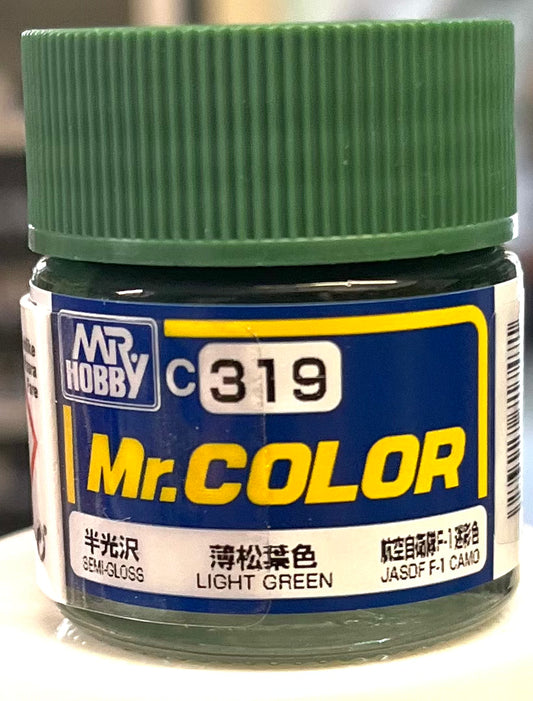 MR.
HOBBY
C 319
Mr.COLOR
半光沢
SEMI-GLOSS
薄松葉色
LIGHT GREEN
航空自衛隊F-1迷彩色
JASDF F-1 CAMO